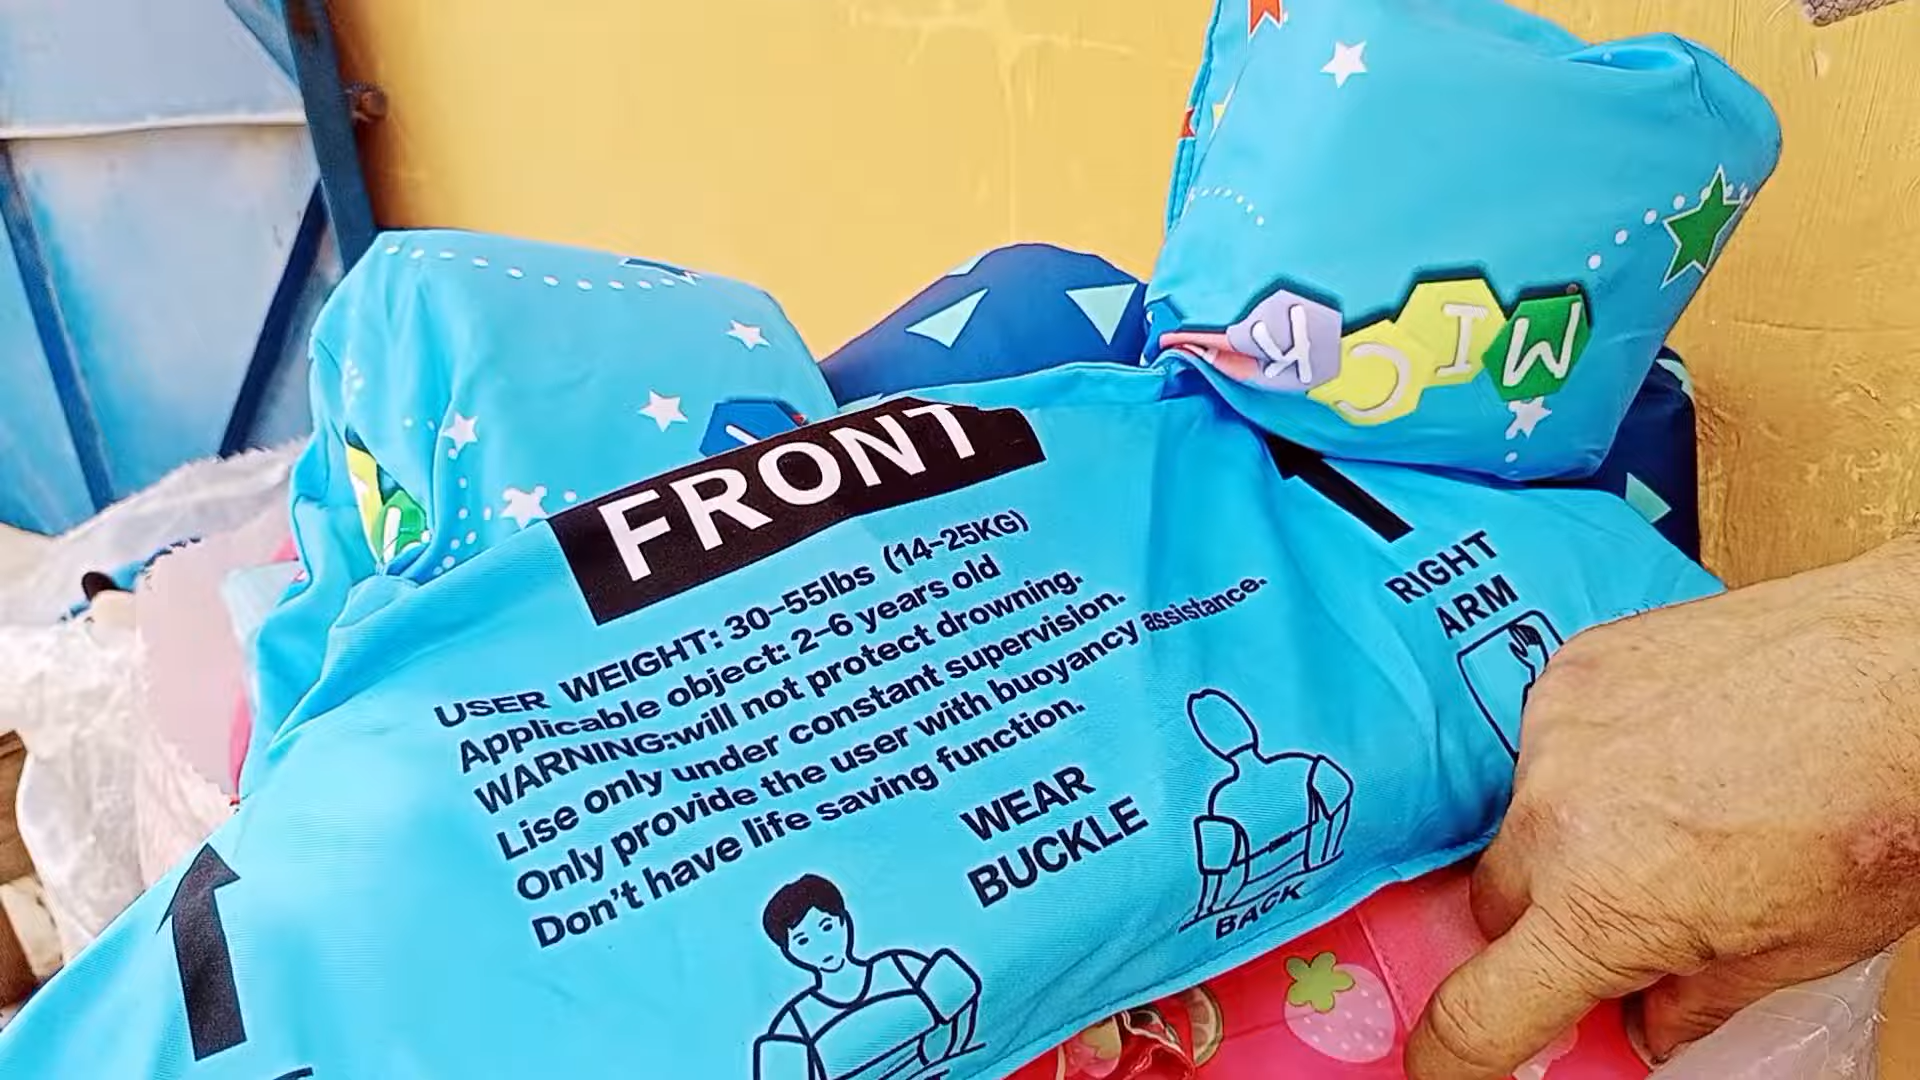 MICK
FRONT
USER WEIGHT: 30-55lbs (14-25KG)
Applicable object: 2-6 years old
WARNING:will not protect drowning.
Lise only under constant supervision.
Only provide the user with buoyancy assistance.
Don't have life saving function.
RIGHT
ARM
WEAR
BUCKLE
BACK